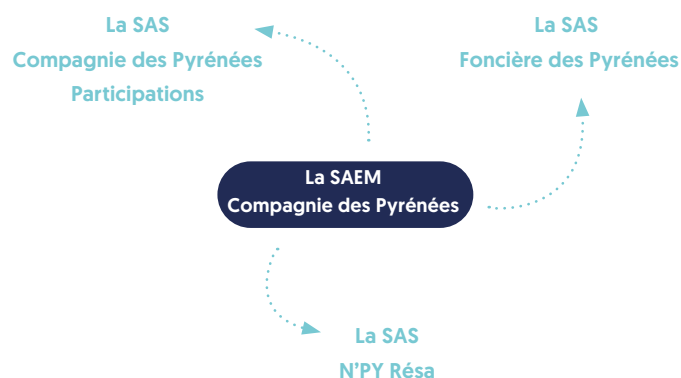 La SAS
Compagnie des Pyrénées
Participations
La SAS
Foncière des Pyrénées
La SAEM
Compagnie des Pyrénées
La SAS
N'PY Résa